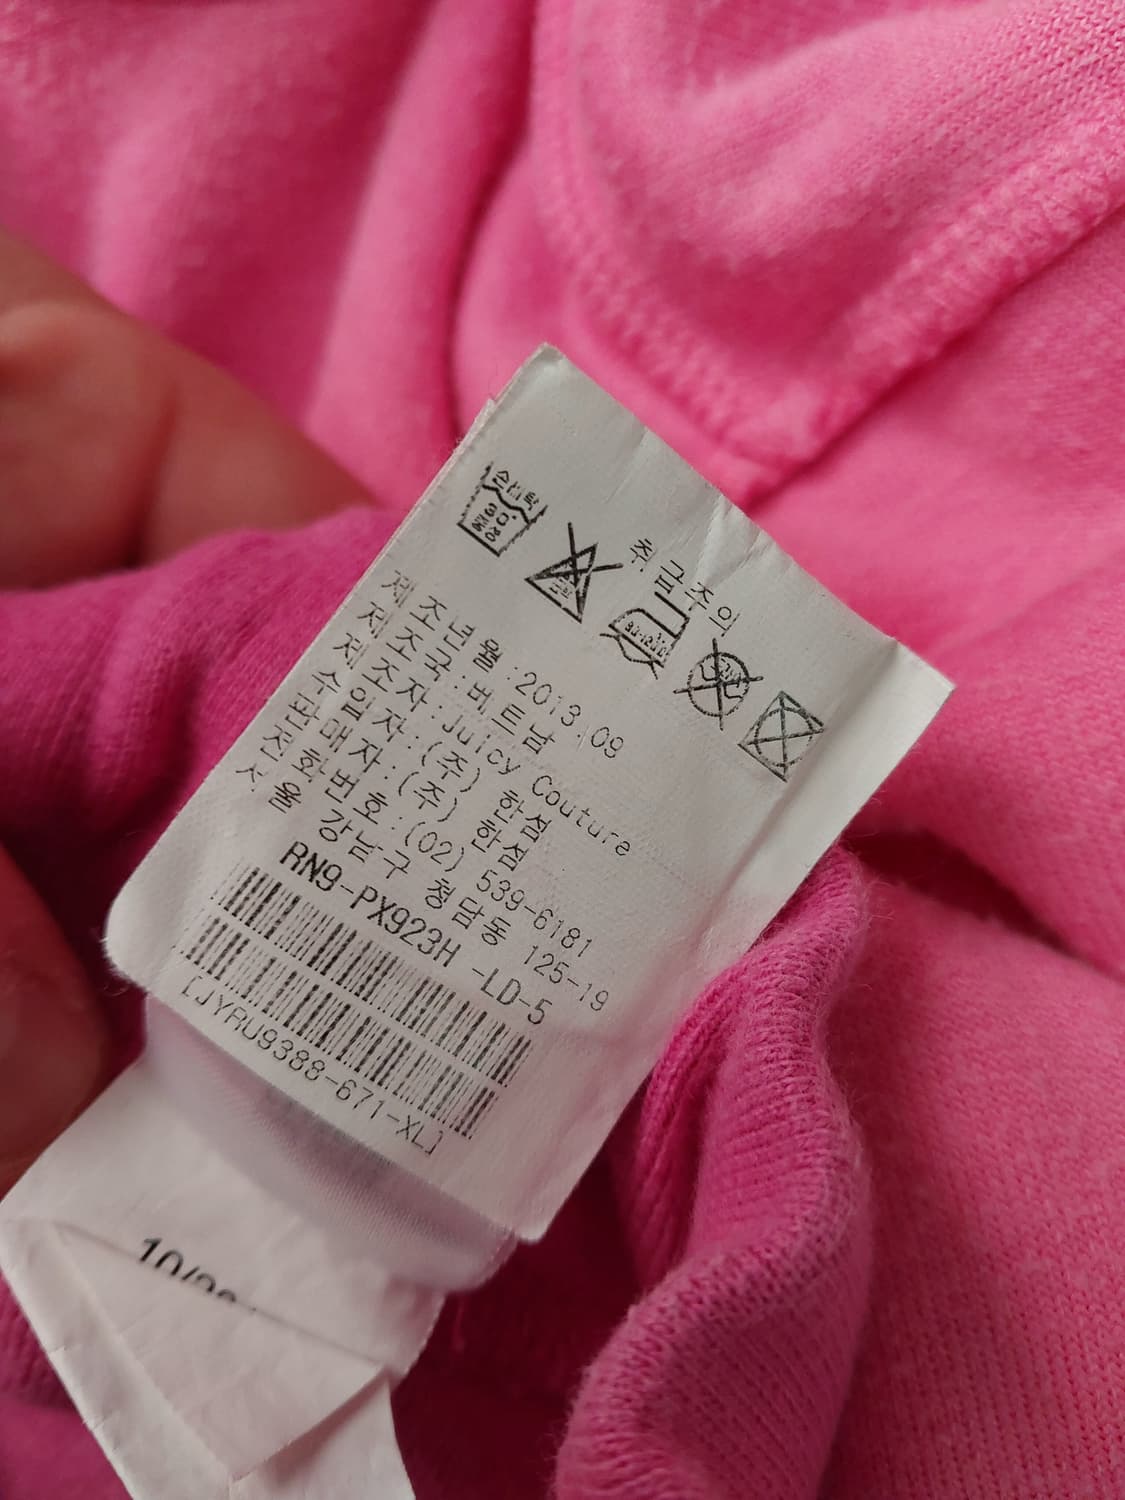 취급주의
손세탁
30℃
중성
제조년월:2013.09
제조국:베트남
제조자:Juicy Couture
수입자:(주) 한섬
판매자:(주) 한섬
전화번호:(02) 539-6181
서울 강남구 청담동 125-19
RN9-PX923H -LD-5
[JYRU9388-671-XL]